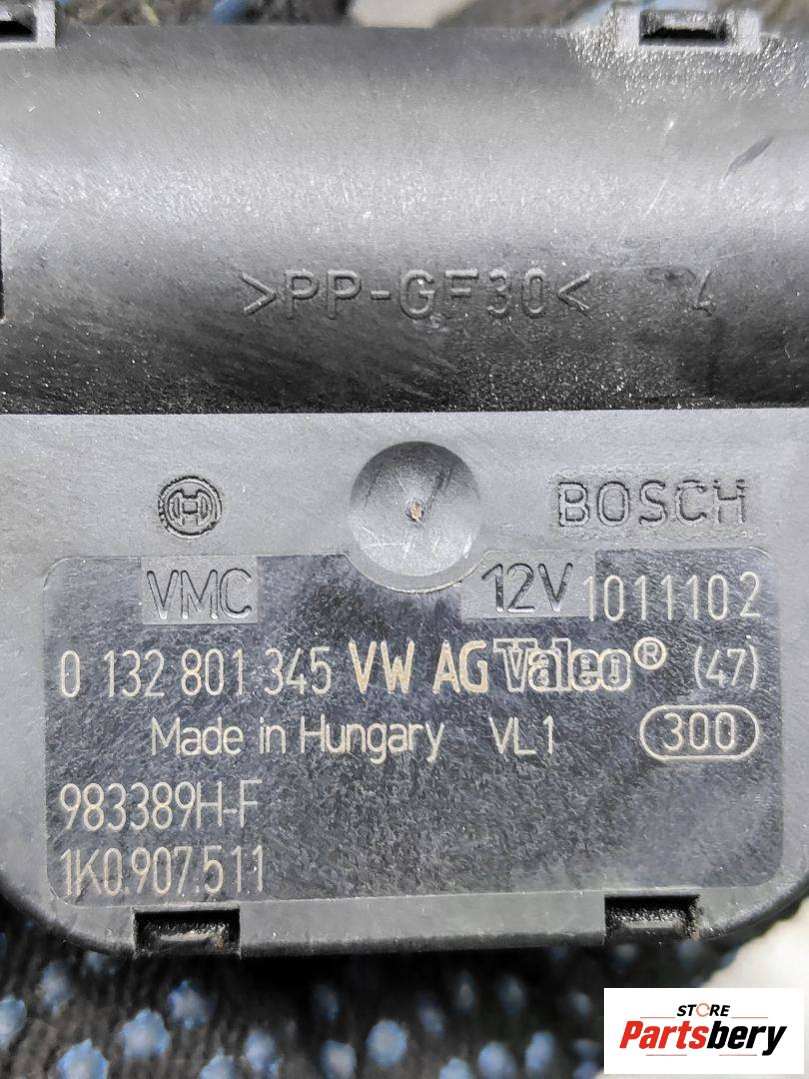 >PP-GF30< 4
BOSCH
VMC 12V 1011102
0 132 801 345 VW AG Valeo® (47)
Made in Hungary VL1 300
983389H-F
1K0.907.511
STORE
Partsbery